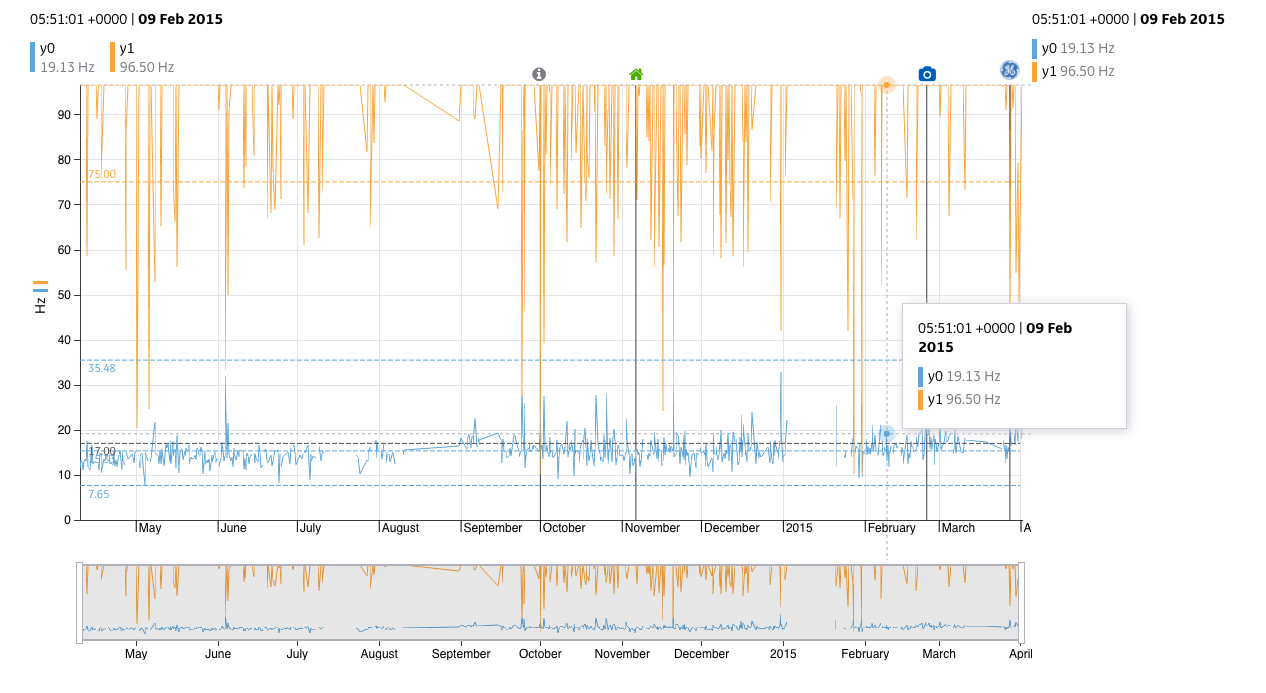 05:51:01 +0000 | 09 Feb 2015
y0
19.13 Hz
y1
96.50 Hz
05:51:01 +0000 | 09 Feb 2015
y0 19.13 Hz
y1 96.50 Hz
90
80
75.00
70
60
50
Hz
40
35.48
30
20
17.00
10
7.65
0
05:51:01 +0000 | 09 Feb
2015
y0 19.13 Hz
y1 96.50 Hz
May June July August September October November December 2015 February March A
May June July August September October November December 2015 February March April